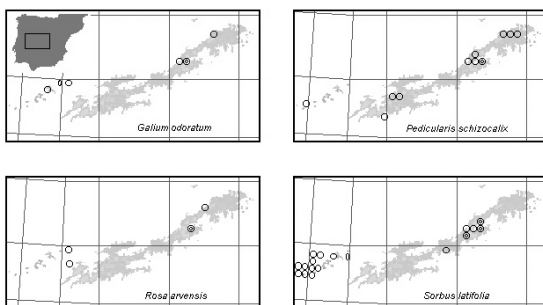 Galium odoratum
Pedicularis schizocalix
Rosa arvensis
Sorbus latifolia